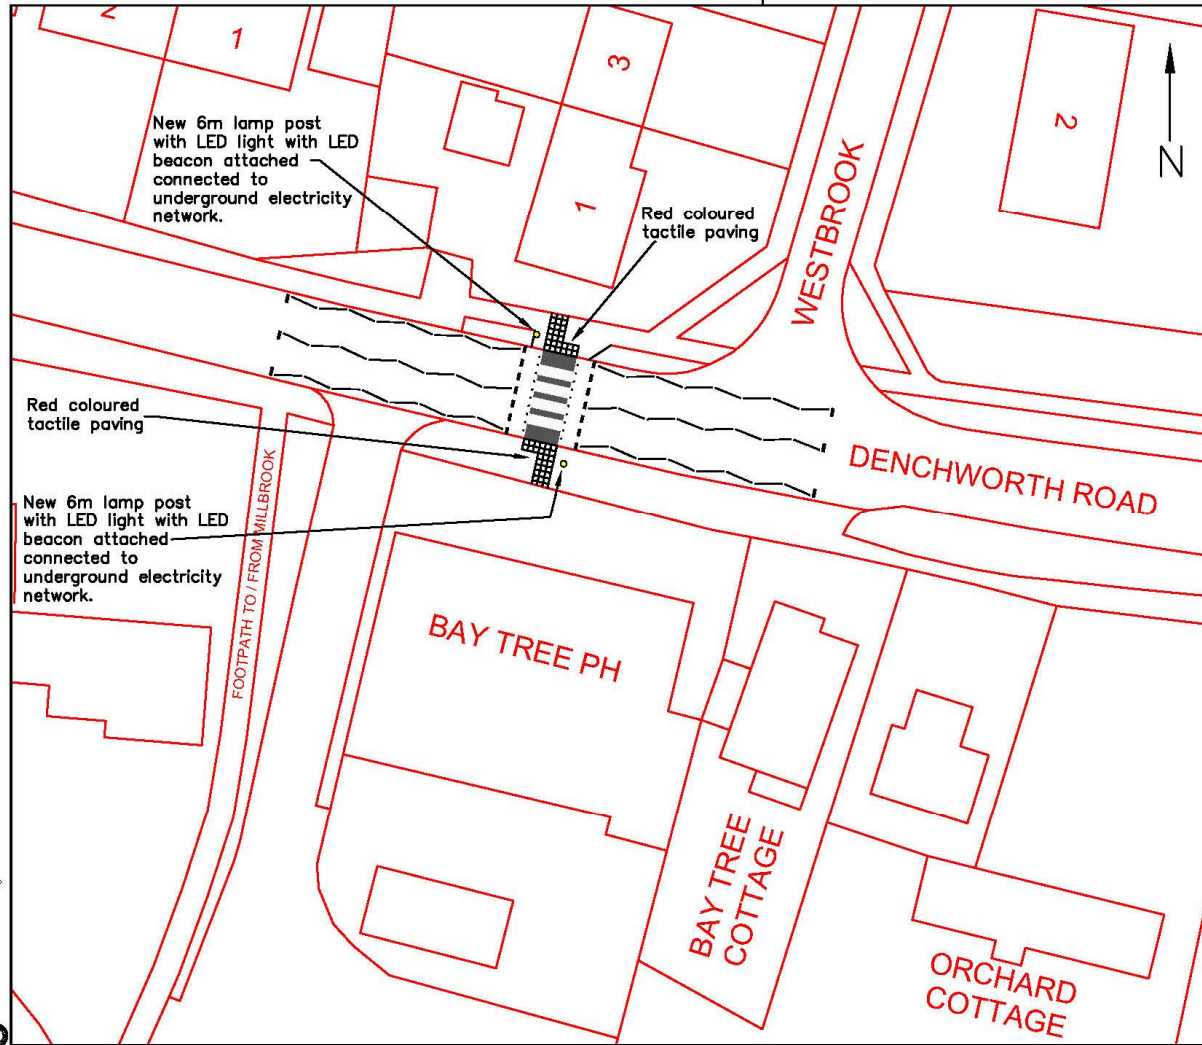 2
1
3
2
N
New 6m lamp post
with LED light with LED
beacon attached
connected to
underground electricity
network.
1
Red coloured
tactile paving
WESTBROOK
Red coloured
tactile paving
DENCHWORTH ROAD
New 6m lamp post
with LED light with LED
beacon attached
connected to
underground electricity
network.
FOOTPATH TO / FROM MILLBROOK
BAY TREE PH
BAY TREE
COTTAGE
ORCHARD
COTTAGE